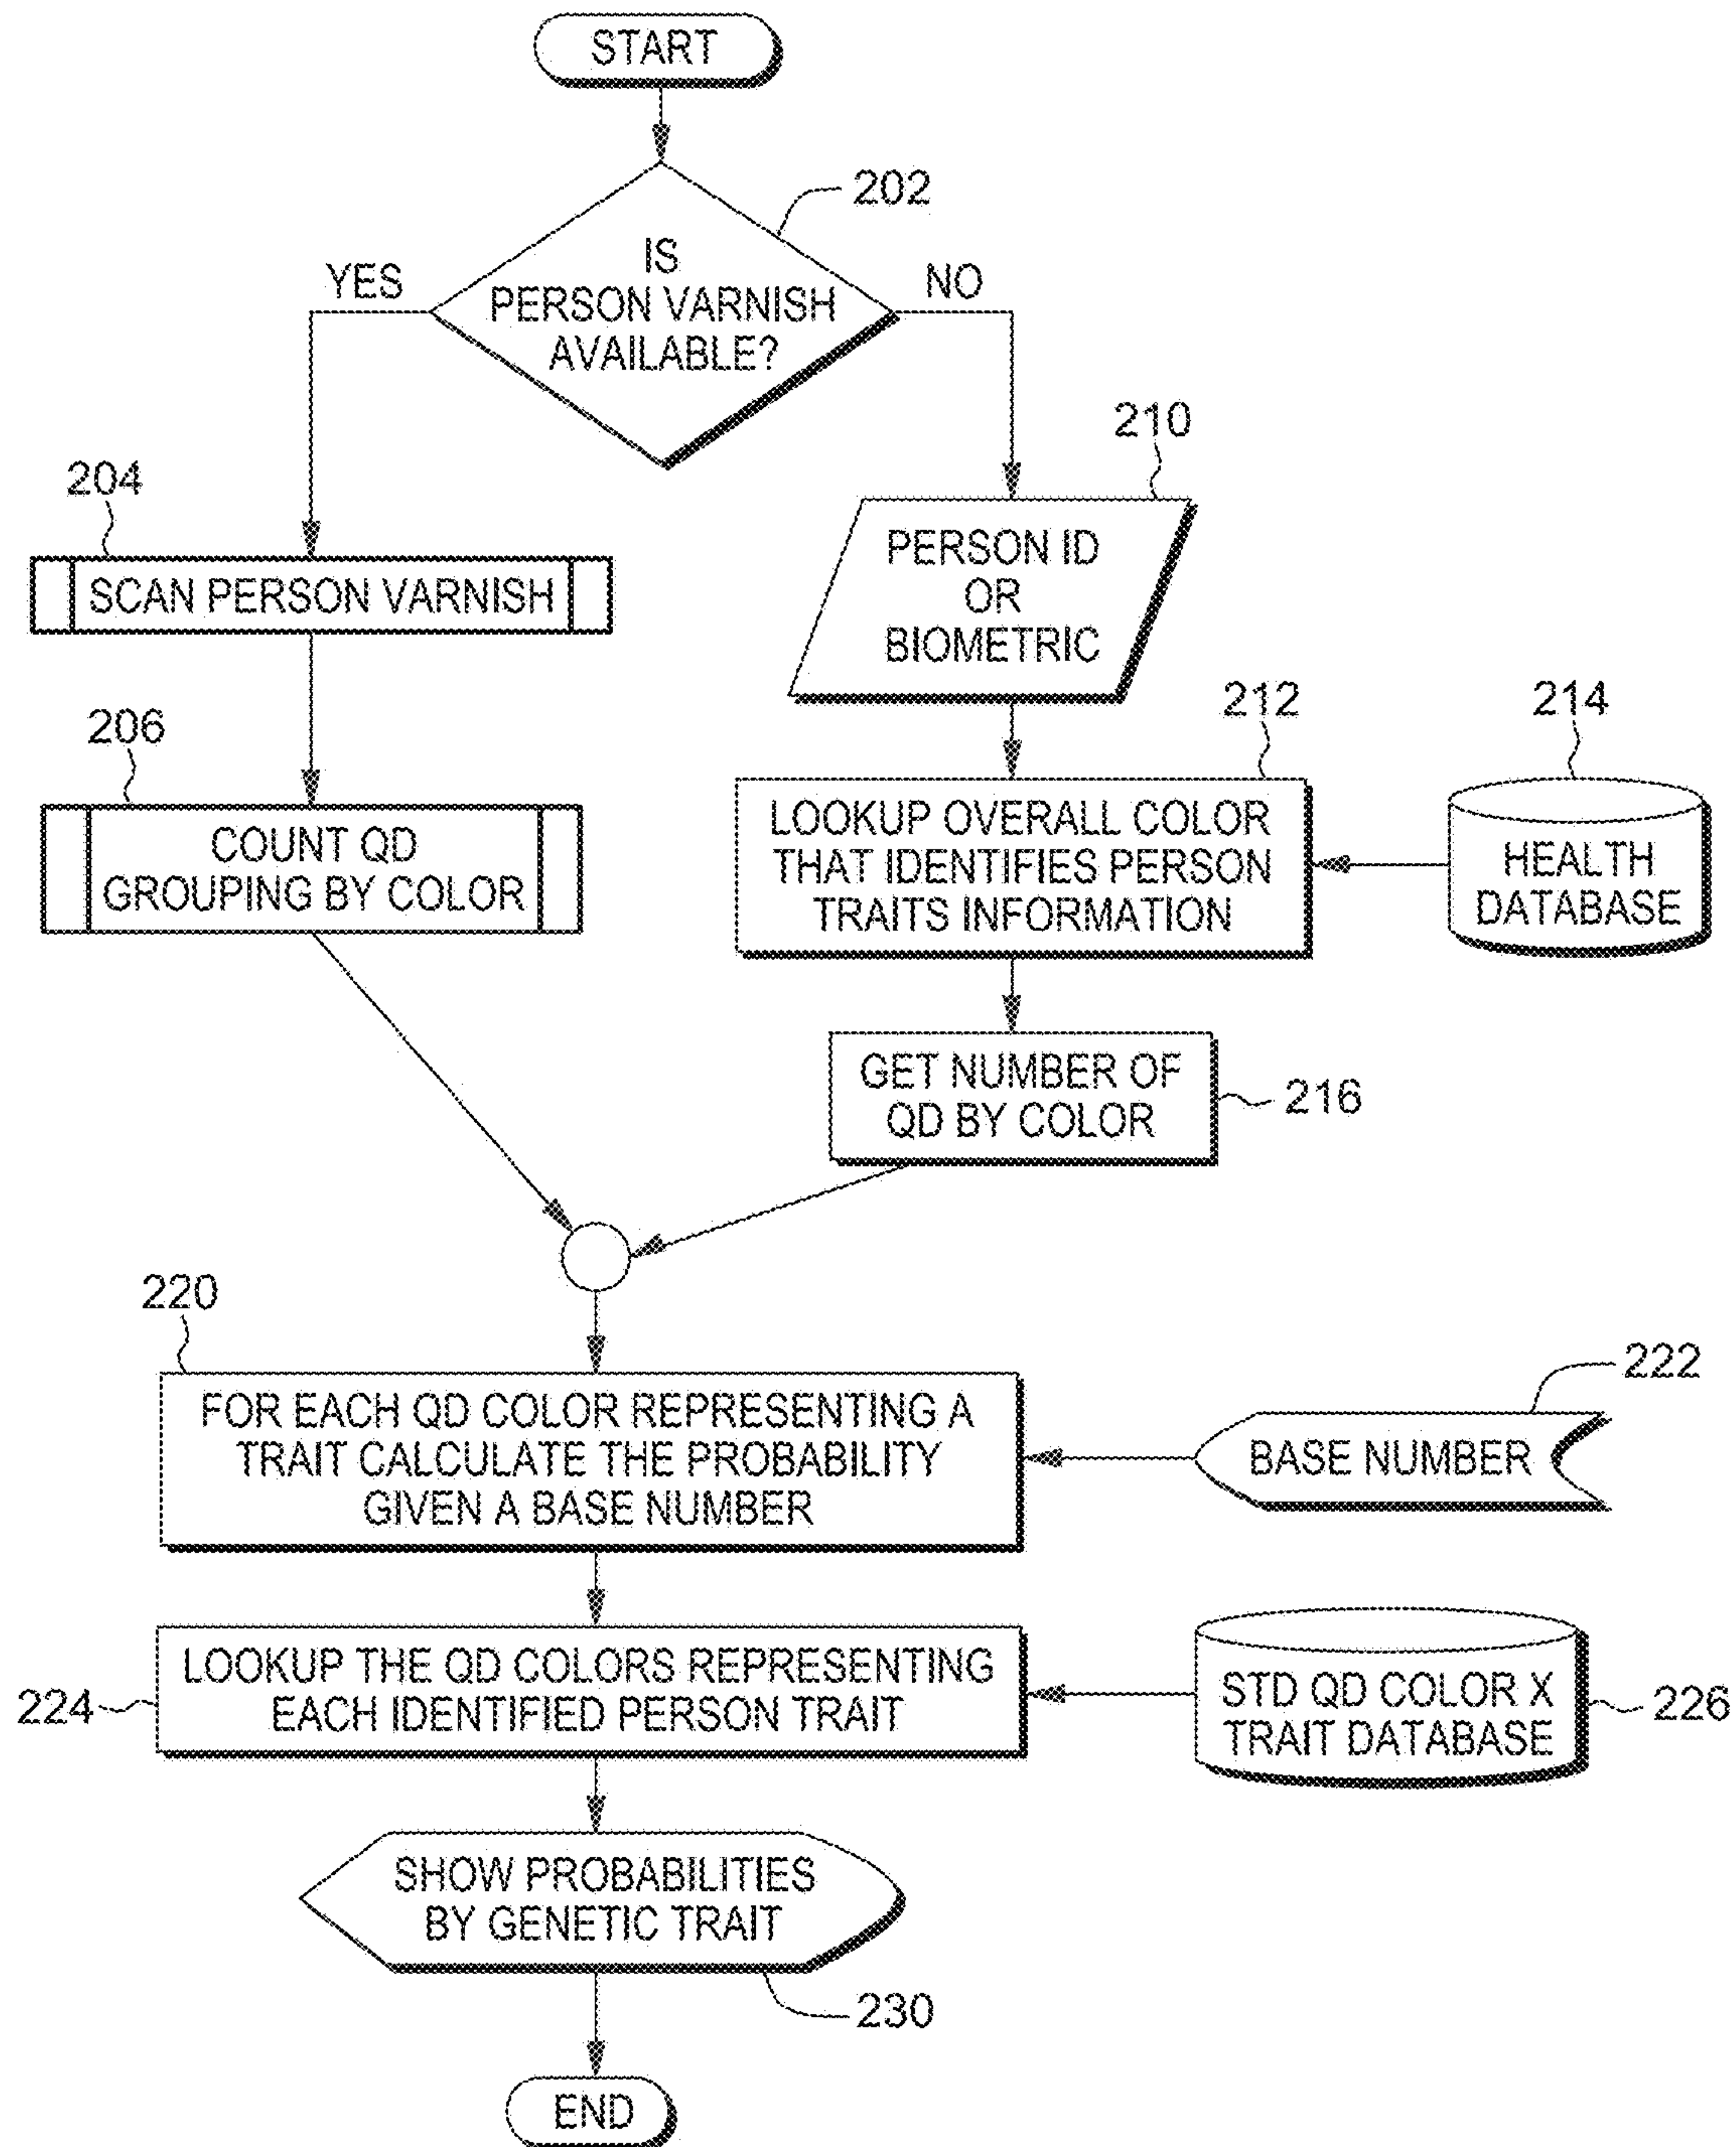 START
202
IS
PERSON VARNISH
AVAILABLE?
YES
NO
210
204
PERSON ID
OR
BIOMETRIC
SCAN PERSON VARNISH
212
214
206
LOOKUP OVERALL COLOR
THAT IDENTIFIES PERSON
TRAITS INFORMATION
HEALTH
DATABASE
COUNT QD
GROUPING BY COLOR
GET NUMBER OF
QD BY COLOR
216
220
222
FOR EACH QD COLOR REPRESENTING A
TRAIT CALCULATE THE PROBABILITY
GIVEN A BASE NUMBER
BASE NUMBER
LOOKUP THE QD COLORS REPRESENTING
EACH IDENTIFIED PERSON TRAIT
224
STD QD COLOR X
TRAIT DATABASE
226
SHOW PROBABILITIES
BY GENETIC TRAIT
230
END